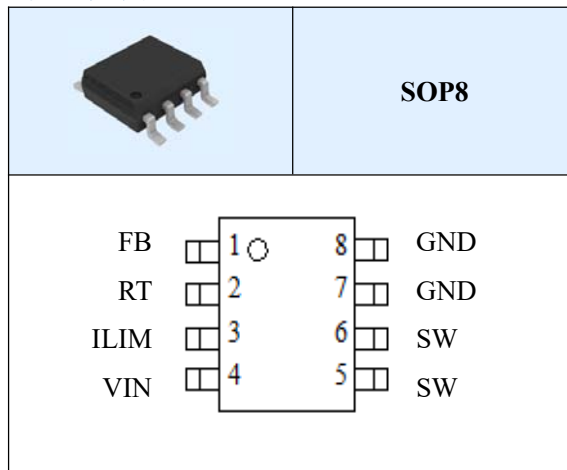 SOP8
FB 1 8 GND
RT 2 7 GND
ILIM 3 6 SW
VIN 4 5 SW